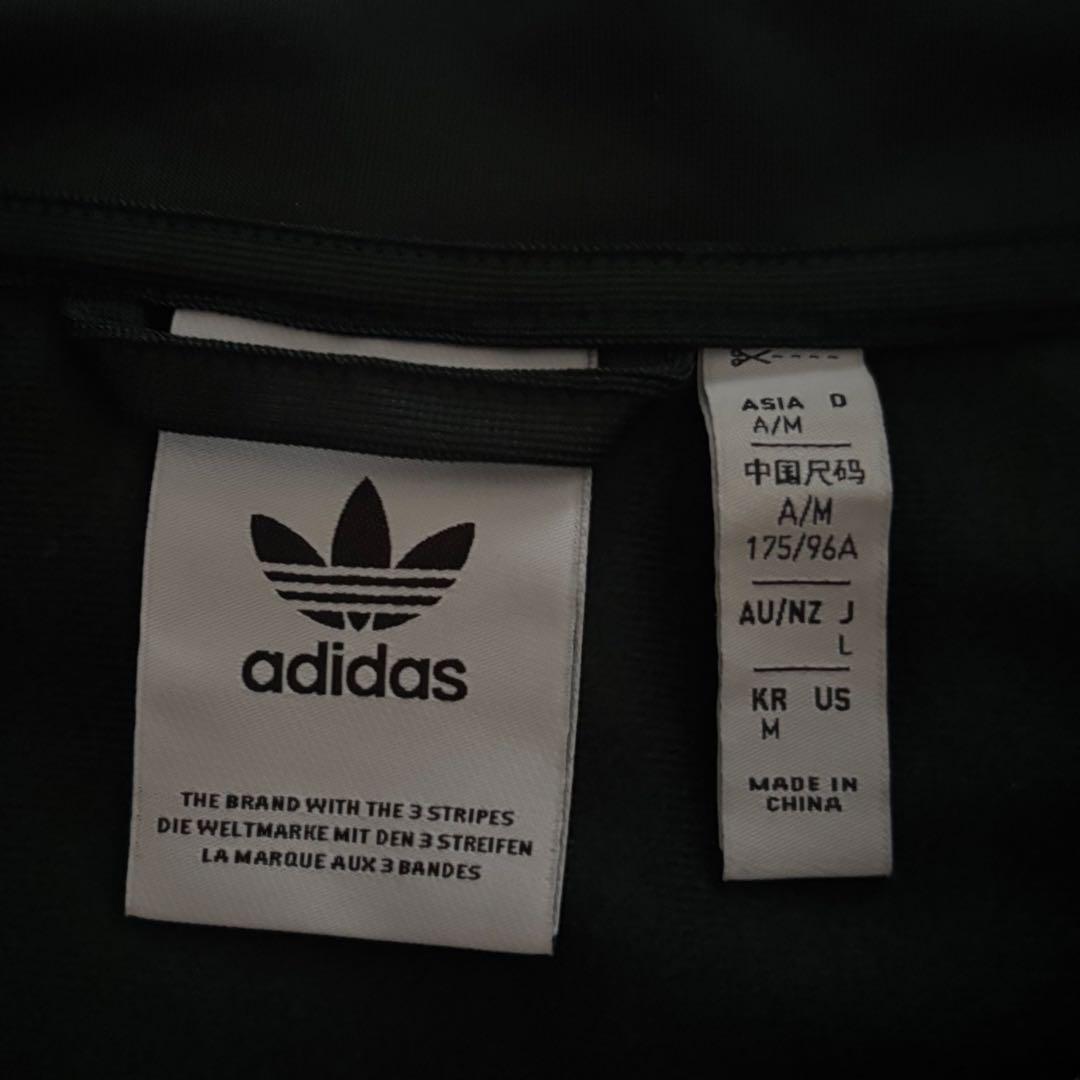 adidas
THE BRAND WITH THE 3 STRIPES
DIE WELTMARKE MIT DEN 3 STREIFEN
LA MARQUE AUX 3 BANDES
ASIA D
A/M
中国尺码
A/M
175/96A
AU/NZ J
L
KR US
M
MADE IN
CHINA